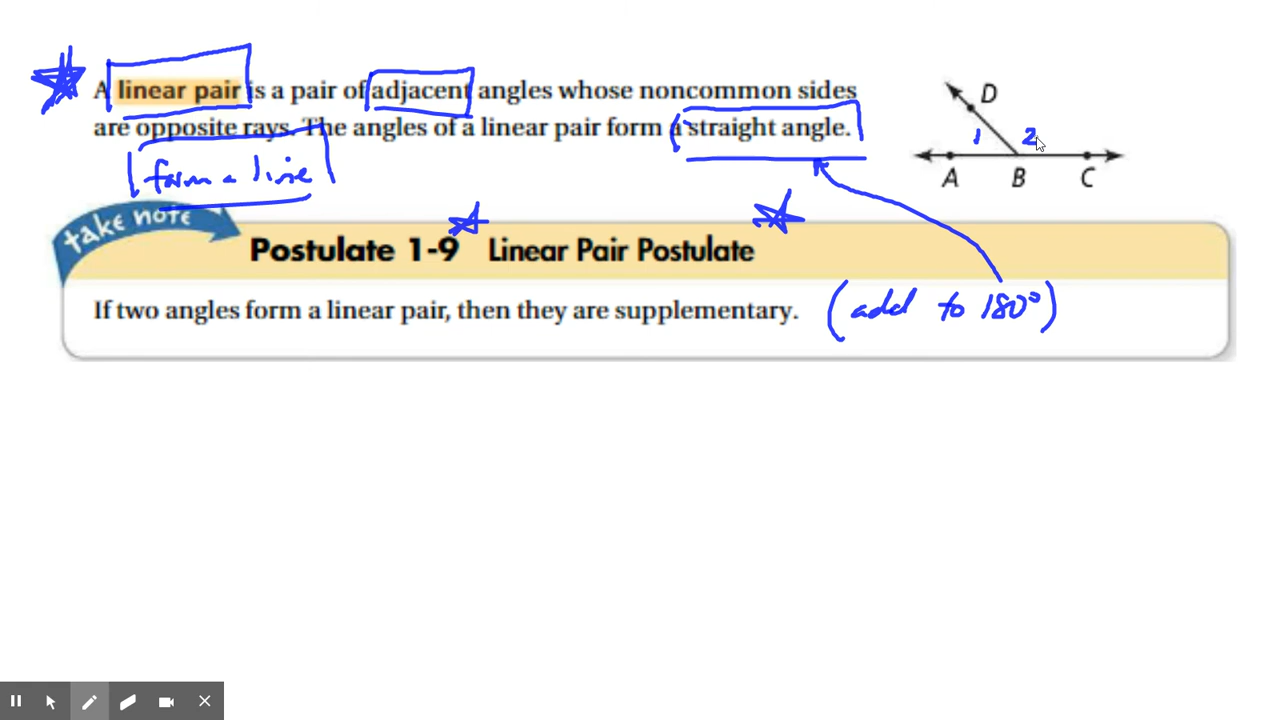 A linear pair is a pair of adjacent angles whose noncommon sides
are opposite rays. The angles of a linear pair form a straight angle.
form a line
D
1 2
A B C
take note
Postulate 1-9 Linear Pair Postulate
If two angles form a linear pair, then they are supplementary. (add to 180°)